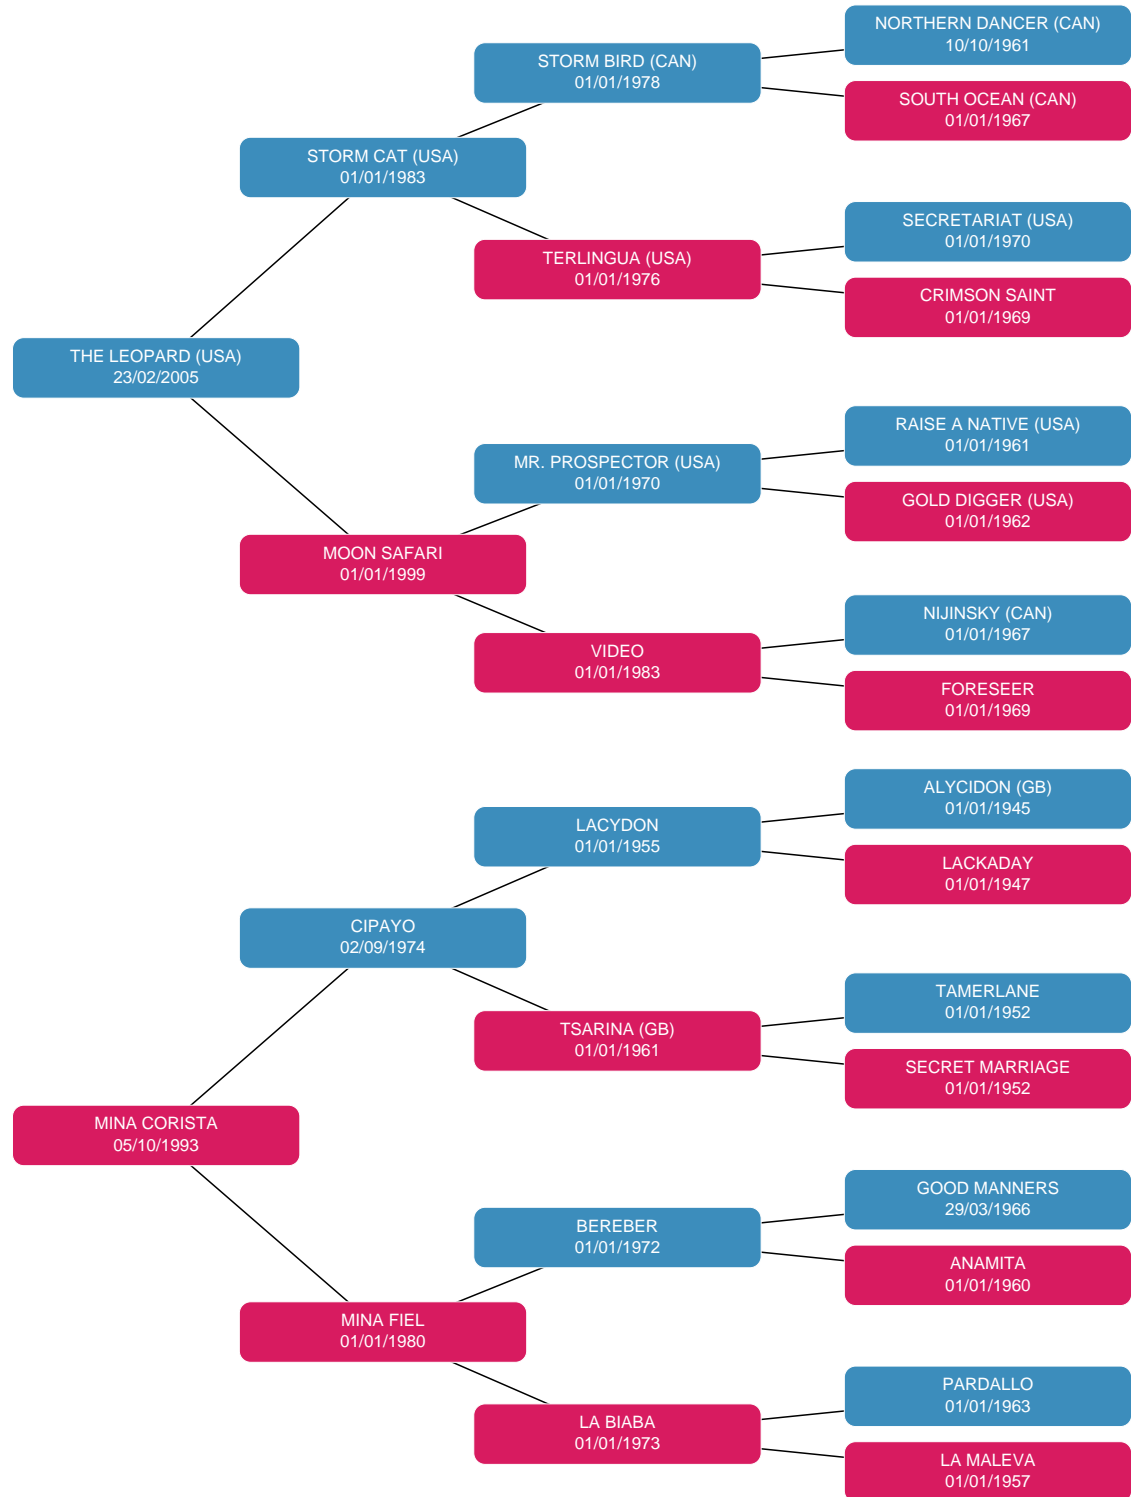 NORTHERN DANCER (CAN)
10/10/1961
STORM BIRD (CAN)
01/01/1978
SOUTH OCEAN (CAN)
01/01/1967
STORM CAT (USA)
01/01/1983
SECRETARIAT (USA)
01/01/1970
TERLINGUA (USA)
01/01/1976
CRIMSON SAINT
01/01/1969
THE LEOPARD (USA)
23/02/2005
RAISE A NATIVE (USA)
01/01/1961
MR. PROSPECTOR (USA)
01/01/1970
GOLD DIGGER (USA)
01/01/1962
MOON SAFARI
01/01/1999
NIJINSKY (CAN)
01/01/1967
VIDEO
01/01/1983
FORESEER
01/01/1969
ALYCIDON (GB)
01/01/1945
LACYDON
01/01/1955
LACKADAY
01/01/1947
CIPAYO
02/09/1974
TAMERLANE
01/01/1952
TSARINA (GB)
01/01/1961
SECRET MARRIAGE
01/01/1952
MINA CORISTA
05/10/1993
GOOD MANNERS
29/03/1966
BEREBER
01/01/1972
ANAMITA
01/01/1960
MINA FIEL
01/01/1980
PARDALLO
01/01/1963
LA BIABA
01/01/1973
LA MALEVA
01/01/1957